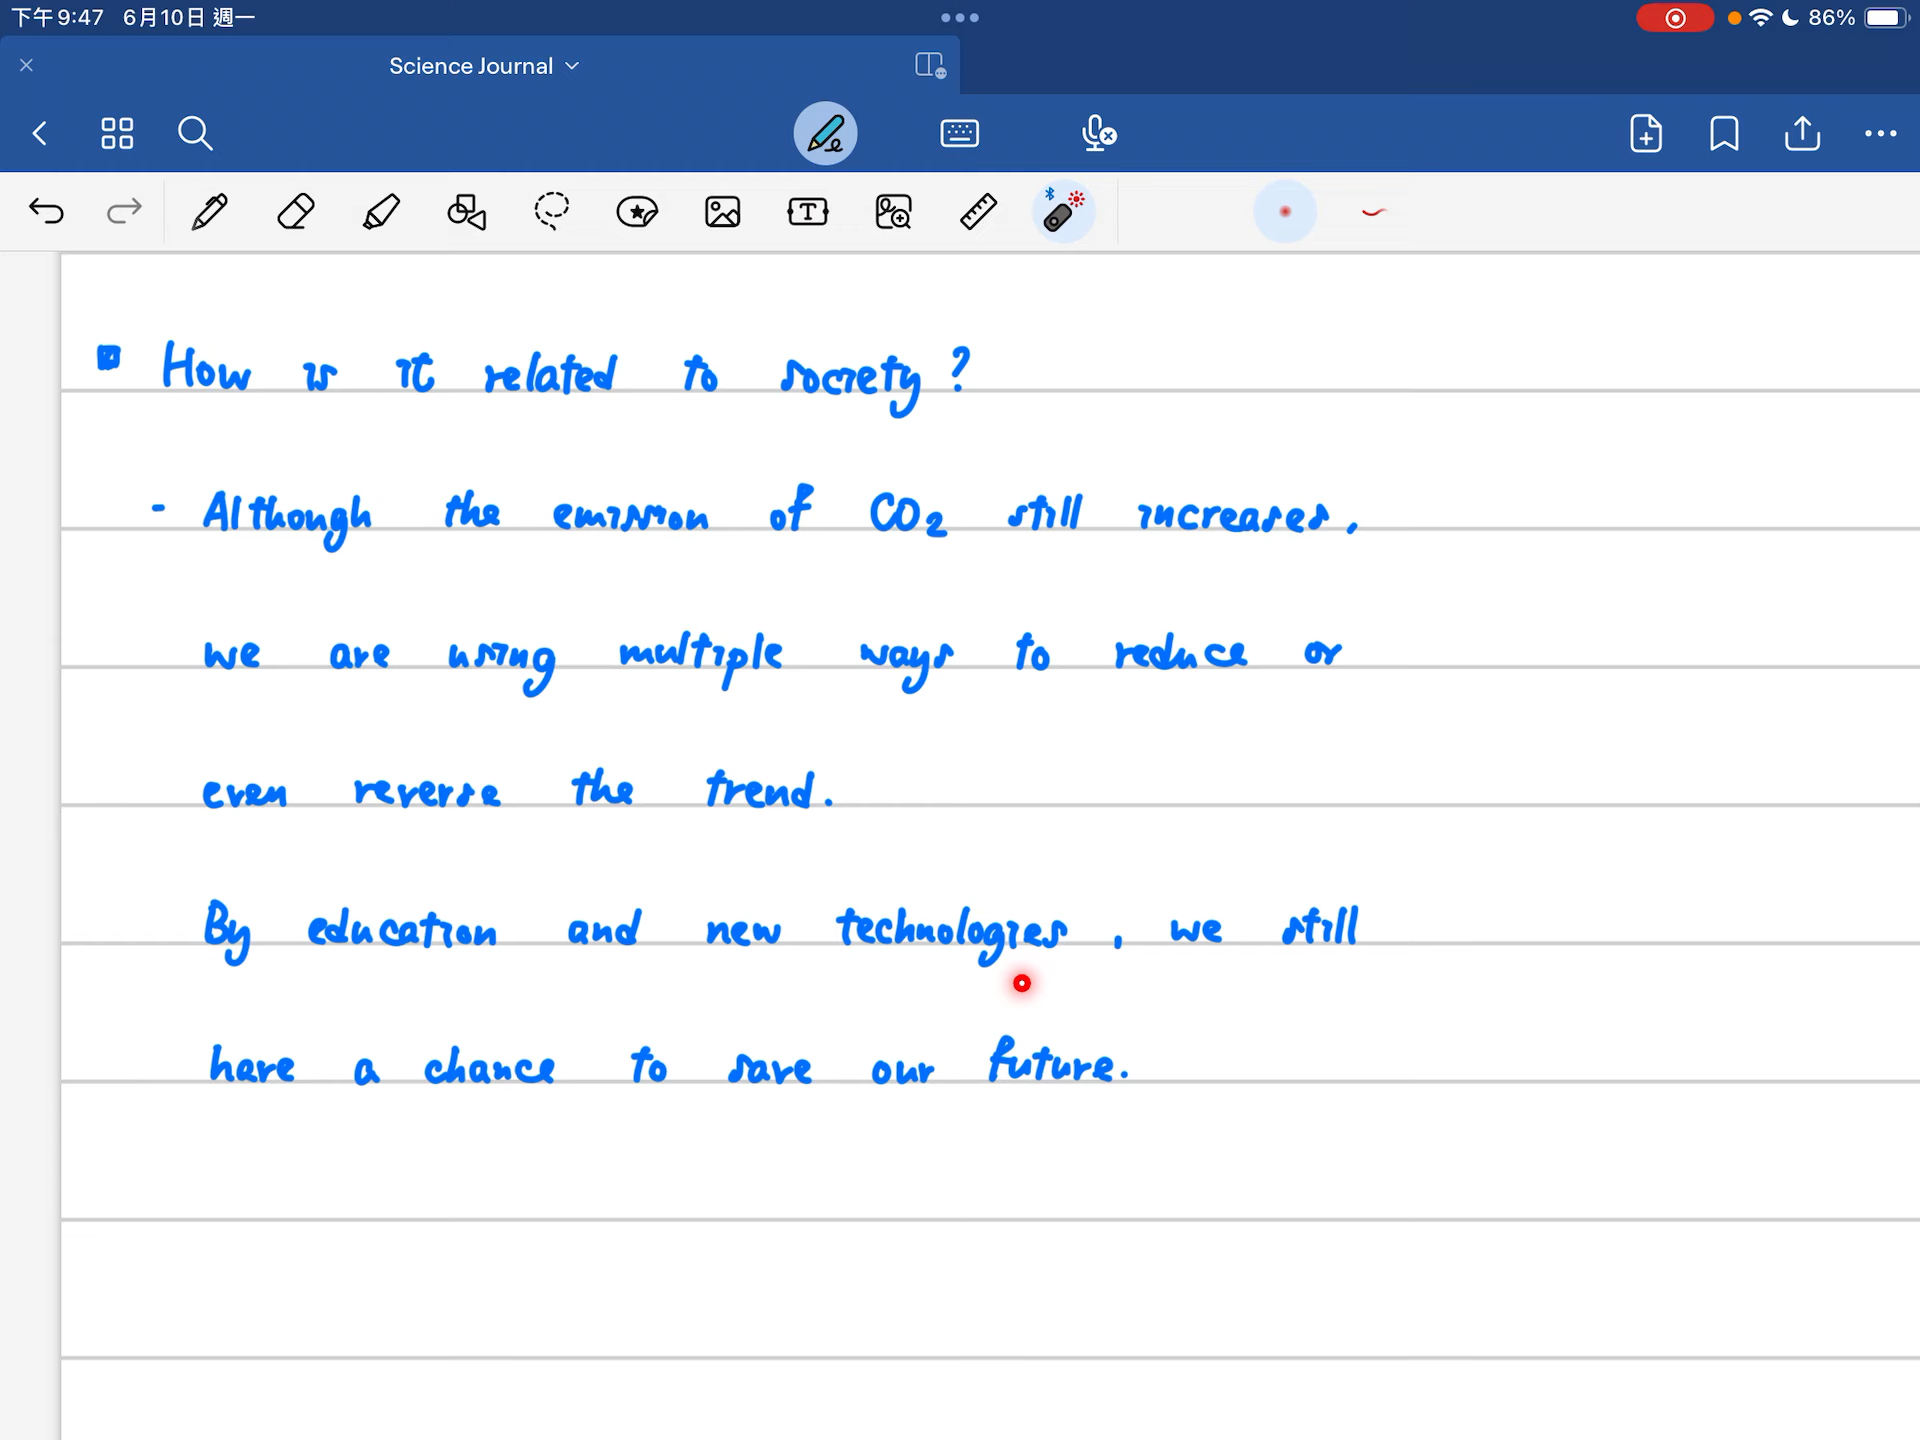 下午9:47 6月10日 週一
86%
Science Journal
How is it related to society?
- Although the emission of CO₂ still increases,
we are using multiple ways to reduce or
even reverse the trend.
By education and new technologies, we still
have a chance to save our future.